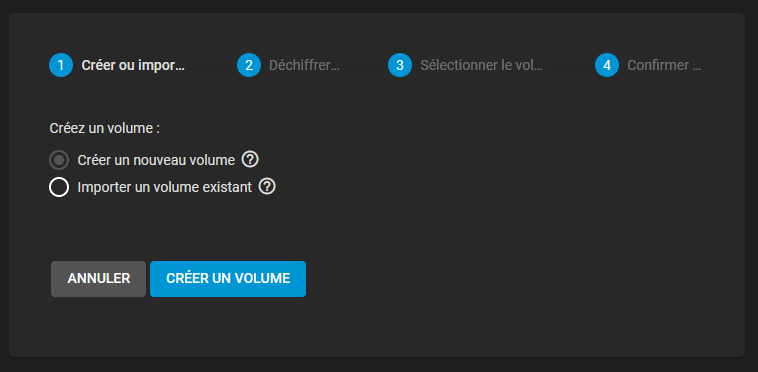 1 Créer ou impor... 2 Déchiffrer... 3 Sélectionner le vol... 4 Confirmer ...
Créez un volume :
Créer un nouveau volume ?
Importer un volume existant ?
ANNULER CRÉER UN VOLUME